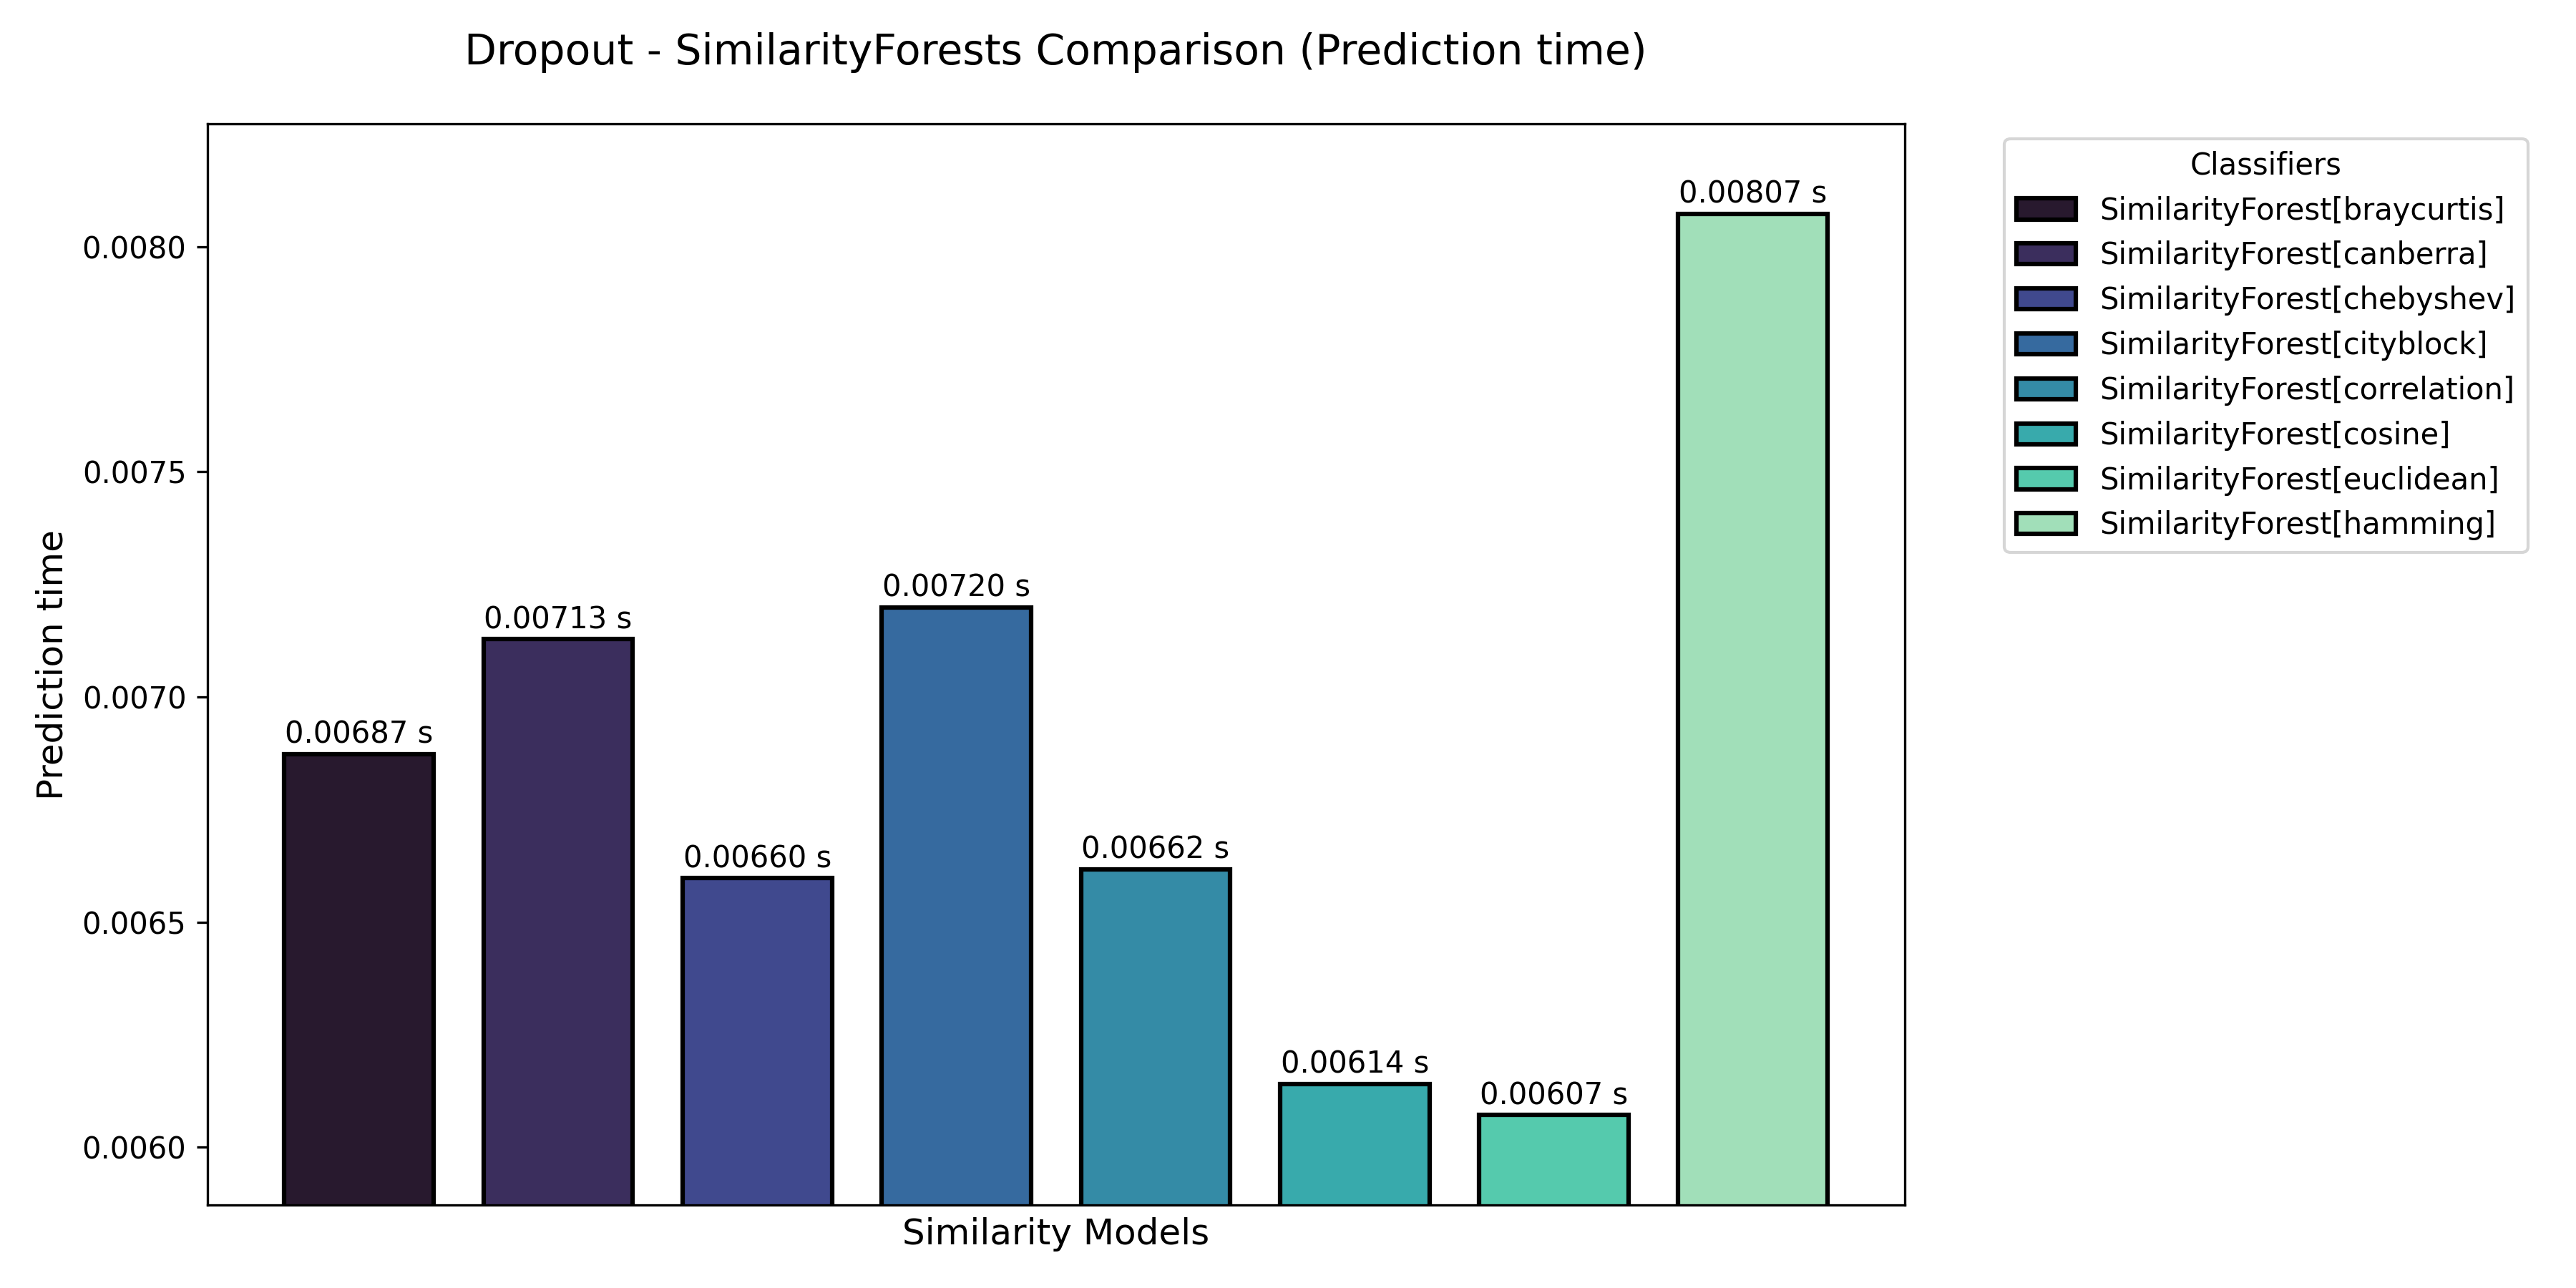 Dropout - SimilarityForests Comparison (Prediction time)
Prediction time
0.0080
0.0075
0.0070
0.0065
0.0060
0.00687 s
0.00713 s
0.00660 s
0.00720 s
0.00662 s
0.00614 s
0.00607 s
0.00807 s
Similarity Models
Classifiers
SimilarityForest[braycurtis]
SimilarityForest[canberra]
SimilarityForest[chebyshev]
SimilarityForest[cityblock]
SimilarityForest[correlation]
SimilarityForest[cosine]
SimilarityForest[euclidean]
SimilarityForest[hamming]